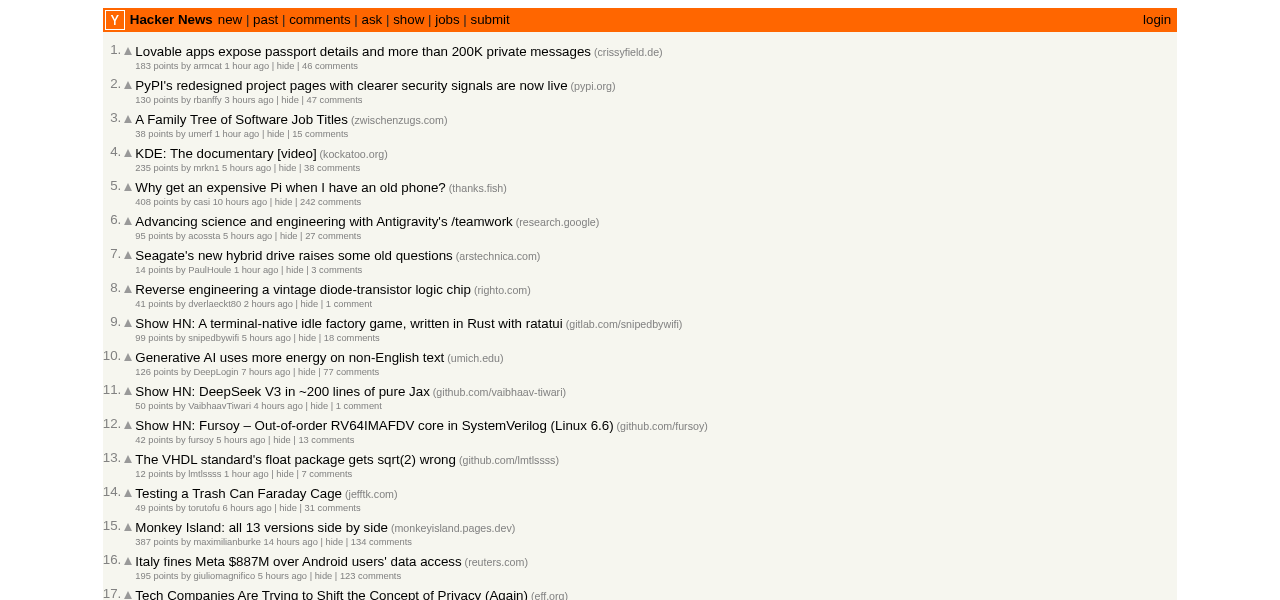 Y Hacker News new | past | comments | ask | show | jobs | submit login
1. ▲ Lovable apps expose passport details and more than 200K private messages (crissyfield.de)
183 points by armcat 1 hour ago | hide | 46 comments
2. ▲ PyPI's redesigned project pages with clearer security signals are now live (pypi.org)
130 points by rbanffy 3 hours ago | hide | 47 comments
3. ▲ A Family Tree of Software Job Titles (zwischenzugs.com)
38 points by umerf 1 hour ago | hide | 15 comments
4. ▲ KDE: The documentary [video] (kockatoo.org)
235 points by mrkn1 5 hours ago | hide | 38 comments
5. ▲ Why get an expensive Pi when I have an old phone? (thanks.fish)
408 points by casi 10 hours ago | hide | 242 comments
6. ▲ Advancing science and engineering with Antigravity's /teamwork (research.google)
95 points by acossta 5 hours ago | hide | 27 comments
7. ▲ Seagate's new hybrid drive raises some old questions (arstechnica.com)
14 points by PaulHoule 1 hour ago | hide | 3 comments
8. ▲ Reverse engineering a vintage diode-transistor logic chip (righto.com)
41 points by dverlaeckt80 2 hours ago | hide | 1 comment
9. ▲ Show HN: A terminal-native idle factory game, written in Rust with ratatui (gitlab.com/snipedbywifi)
99 points by snipedbywifi 5 hours ago | hide | 18 comments
10. ▲ Generative AI uses more energy on non-English text (umich.edu)
126 points by DeepLogin 7 hours ago | hide | 77 comments
11. ▲ Show HN: DeepSeek V3 in ~200 lines of pure Jax (github.com/vaibhaav-tiwari)
50 points by VaibhaavTiwari 4 hours ago | hide | 1 comment
12. ▲ Show HN: Fursoy – Out-of-order RV64IMAFDV core in SystemVerilog (Linux 6.6) (github.com/fursoy)
42 points by fursoy 5 hours ago | hide | 13 comments
13. ▲ The VHDL standard's float package gets sqrt(2) wrong (github.com/lmtlssss)
12 points by lmtlssss 1 hour ago | hide | 7 comments
14. ▲ Testing a Trash Can Faraday Cage (jefftk.com)
49 points by torutofu 6 hours ago | hide | 31 comments
15. ▲ Monkey Island: all 13 versions side by side (monkeyisland.pages.dev)
387 points by maximilianburke 14 hours ago | hide | 134 comments
16. ▲ Italy fines Meta $887M over Android users' data access (reuters.com)
195 points by giuliomagnifico 5 hours ago | hide | 123 comments
17. ▲ Tech Companies Are Trying to Shift the Concept of Privacy (Again) (eff.org)